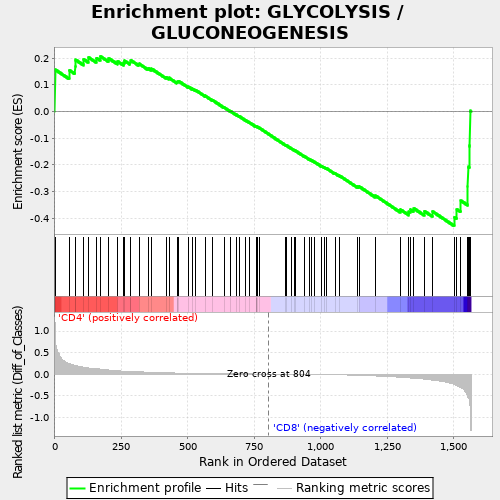 Enrichment plot: GLYCOLYSIS /
GLUCONEOGENESIS
Enrichment score (ES)
0.2
0.1
0.0
-0.1
-0.2
-0.3
-0.4
'CD4' (positively correlated)
Ranked list metric (Diff_of_Classes)
1.0
0.5
0.0
-0.5
-1.0
Zero cross at 804
'CD8' (negatively correlated)
0
250
500
750
1,000
1,250
1,500
Rank in Ordered Dataset
Enrichment profile
Hits
Ranking metric scores